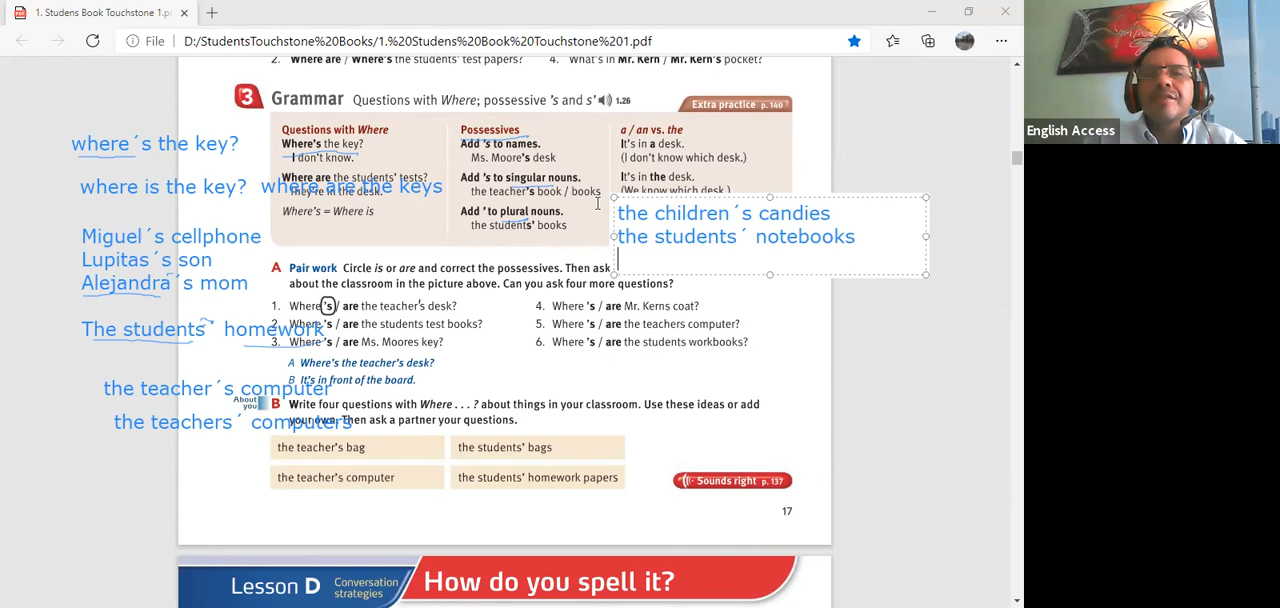 1. Studens Book Touchstone 1.p
File
D:/StudentsTouchstone%20Books/1.%20Studens%20Book%20Touchstone%201.pdf
2. Where are / Where's the students' test papers?
4. What's in Mr. Kern / Mr. Kern's pocket?
3 Grammar Questions with Where; possessive 's and s' 1.26
Extra practice p. 140
Questions with Where
Where's the key?
I don't know.
Where are the students' tests?
They're in the desk.
Where's = Where is
Possessives
Add 's to names.
Ms. Moore's desk
Add 's to singular nouns.
the teacher's book / books
Add ' to plural nouns.
the students' books
a / an vs. the
It's in a desk.
(I don't know which desk.)
It's in the desk.
(We know which desk.)
where´s the key?
where is the key? where are the keys
Miguel´s cellphone
Lupitas´s son
Alejandra´s mom
The students´ homework
the teacher´s computer
the teachers´ computers
the children´s candies
the students´ notebooks
A Pair work Circle is or are and correct the possessives. Then ask
about the classroom in the picture above. Can you ask four more questions?
1. Where 's / are the teacher's desk?
2. Where 's / are the students test books?
3. Where 's / are Ms. Moores key?
4. Where 's / are Mr. Kerns coat?
5. Where 's / are the teachers computer?
6. Where 's / are the students workbooks?
A Where's the teacher's desk?
B It's in front of the board.
About you
B Write four questions with Where . . . ? about things in your classroom. Use these ideas or add
your own. Then ask a partner your questions.
the teacher's bag
the students' bags
the teacher's computer
the students' homework papers
Sounds right p. 137
17
Lesson D Conversation strategies
How do you spell it?
English Access